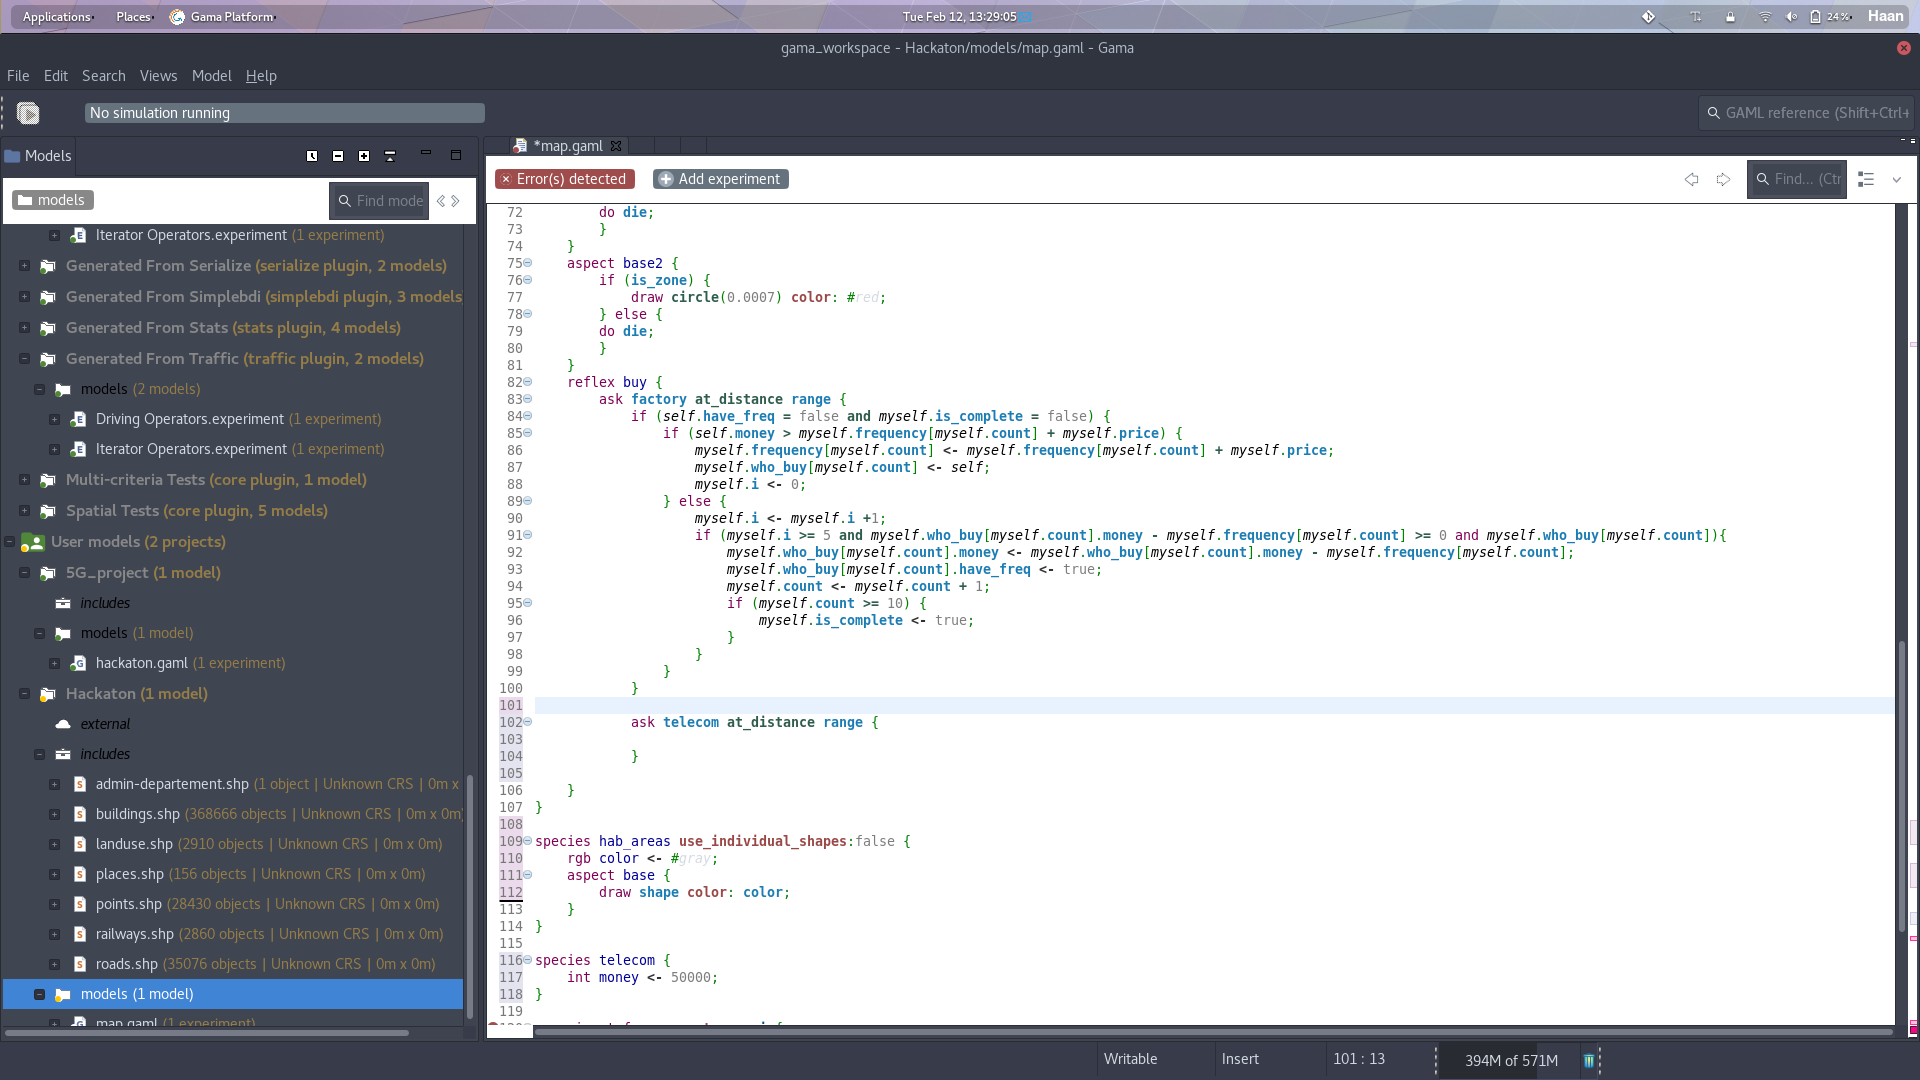 Applications Places Gama Platform Tue Feb 12, 13:29:05 24 % Haan
gama_workspace - Hackaton/models/map.gaml - Gama
File Edit Search Views Model Help
No simulation running
GAML reference (Shift+Ctrl+
Models
*map.gaml
Error(s) detected
Add experiment
Find... (Ctr
models
Find mode
Iterator Operators.experiment (1 experiment)
Generated From Serialize (serialize plugin, 2 models)
Generated From Simplebdi (simplebdi plugin, 3 models
Generated From Stats (stats plugin, 4 models)
Generated From Traffic (traffic plugin, 2 models)
models (2 models)
Driving Operators.experiment (1 experiment)
Iterator Operators.experiment (1 experiment)
Multi-criteria Tests (core plugin, 1 model)
Spatial Tests (core plugin, 5 models)
User models (2 projects)
5G_project (1 model)
includes
models (1 model)
hackaton.gaml (1 experiment)
Hackaton (1 model)
external
includes
admin-departement.shp (1 object | Unknown CRS | 0m x
buildings.shp (368666 objects | Unknown CRS | 0m x 0m)
landuse.shp (2910 objects | Unknown CRS | 0m x 0m)
places.shp (156 objects | Unknown CRS | 0m x 0m)
points.shp (28430 objects | Unknown CRS | 0m x 0m)
railways.shp (2860 objects | Unknown CRS | 0m x 0m)
roads.shp (35076 objects | Unknown CRS | 0m x 0m)
models (1 model)
map.gaml (1 experiment)
72 do die;
73 }
74 }
75 aspect base2 {
76 if (is_zone) {
77 draw circle(0.0007) color: #red;
78 } else {
79 do die;
80 }
81 }
82 reflex buy {
83 ask factory at_distance range {
84 if (self.have_freq = false and myself.is_complete = false) {
85 if (self.money > myself.frequency[myself.count] + myself.price) {
86 myself.frequency[myself.count] <- myself.frequency[myself.count] + myself.price;
87 myself.who_buy[myself.count] <- self;
88 myself.i <- 0;
89 } else {
90 myself.i <- myself.i +1;
91 if (myself.i >= 5 and myself.who_buy[myself.count].money - myself.frequency[myself.count] >= 0 and myself.who_buy[myself.count]){
92 myself.who_buy[myself.count].money <- myself.who_buy[myself.count].money - myself.frequency[myself.count];
93 myself.who_buy[myself.count].have_freq <- true;
94 myself.count <- myself.count + 1;
95 if (myself.count >= 10) {
96 myself.is_complete <- true;
97 }
98 }
99 }
100 }
101
102 ask telecom at_distance range {
103
104 }
105
106 }
107 }
108
109 species hab_areas use_individual_shapes:false {
110 rgb color <- #gray;
111 aspect base {
112 draw shape color: color;
113 }
114 }
115
116 species telecom {
117 int money <- 50000;
118 }
119
Writable Insert 101 : 13 394M of 571M